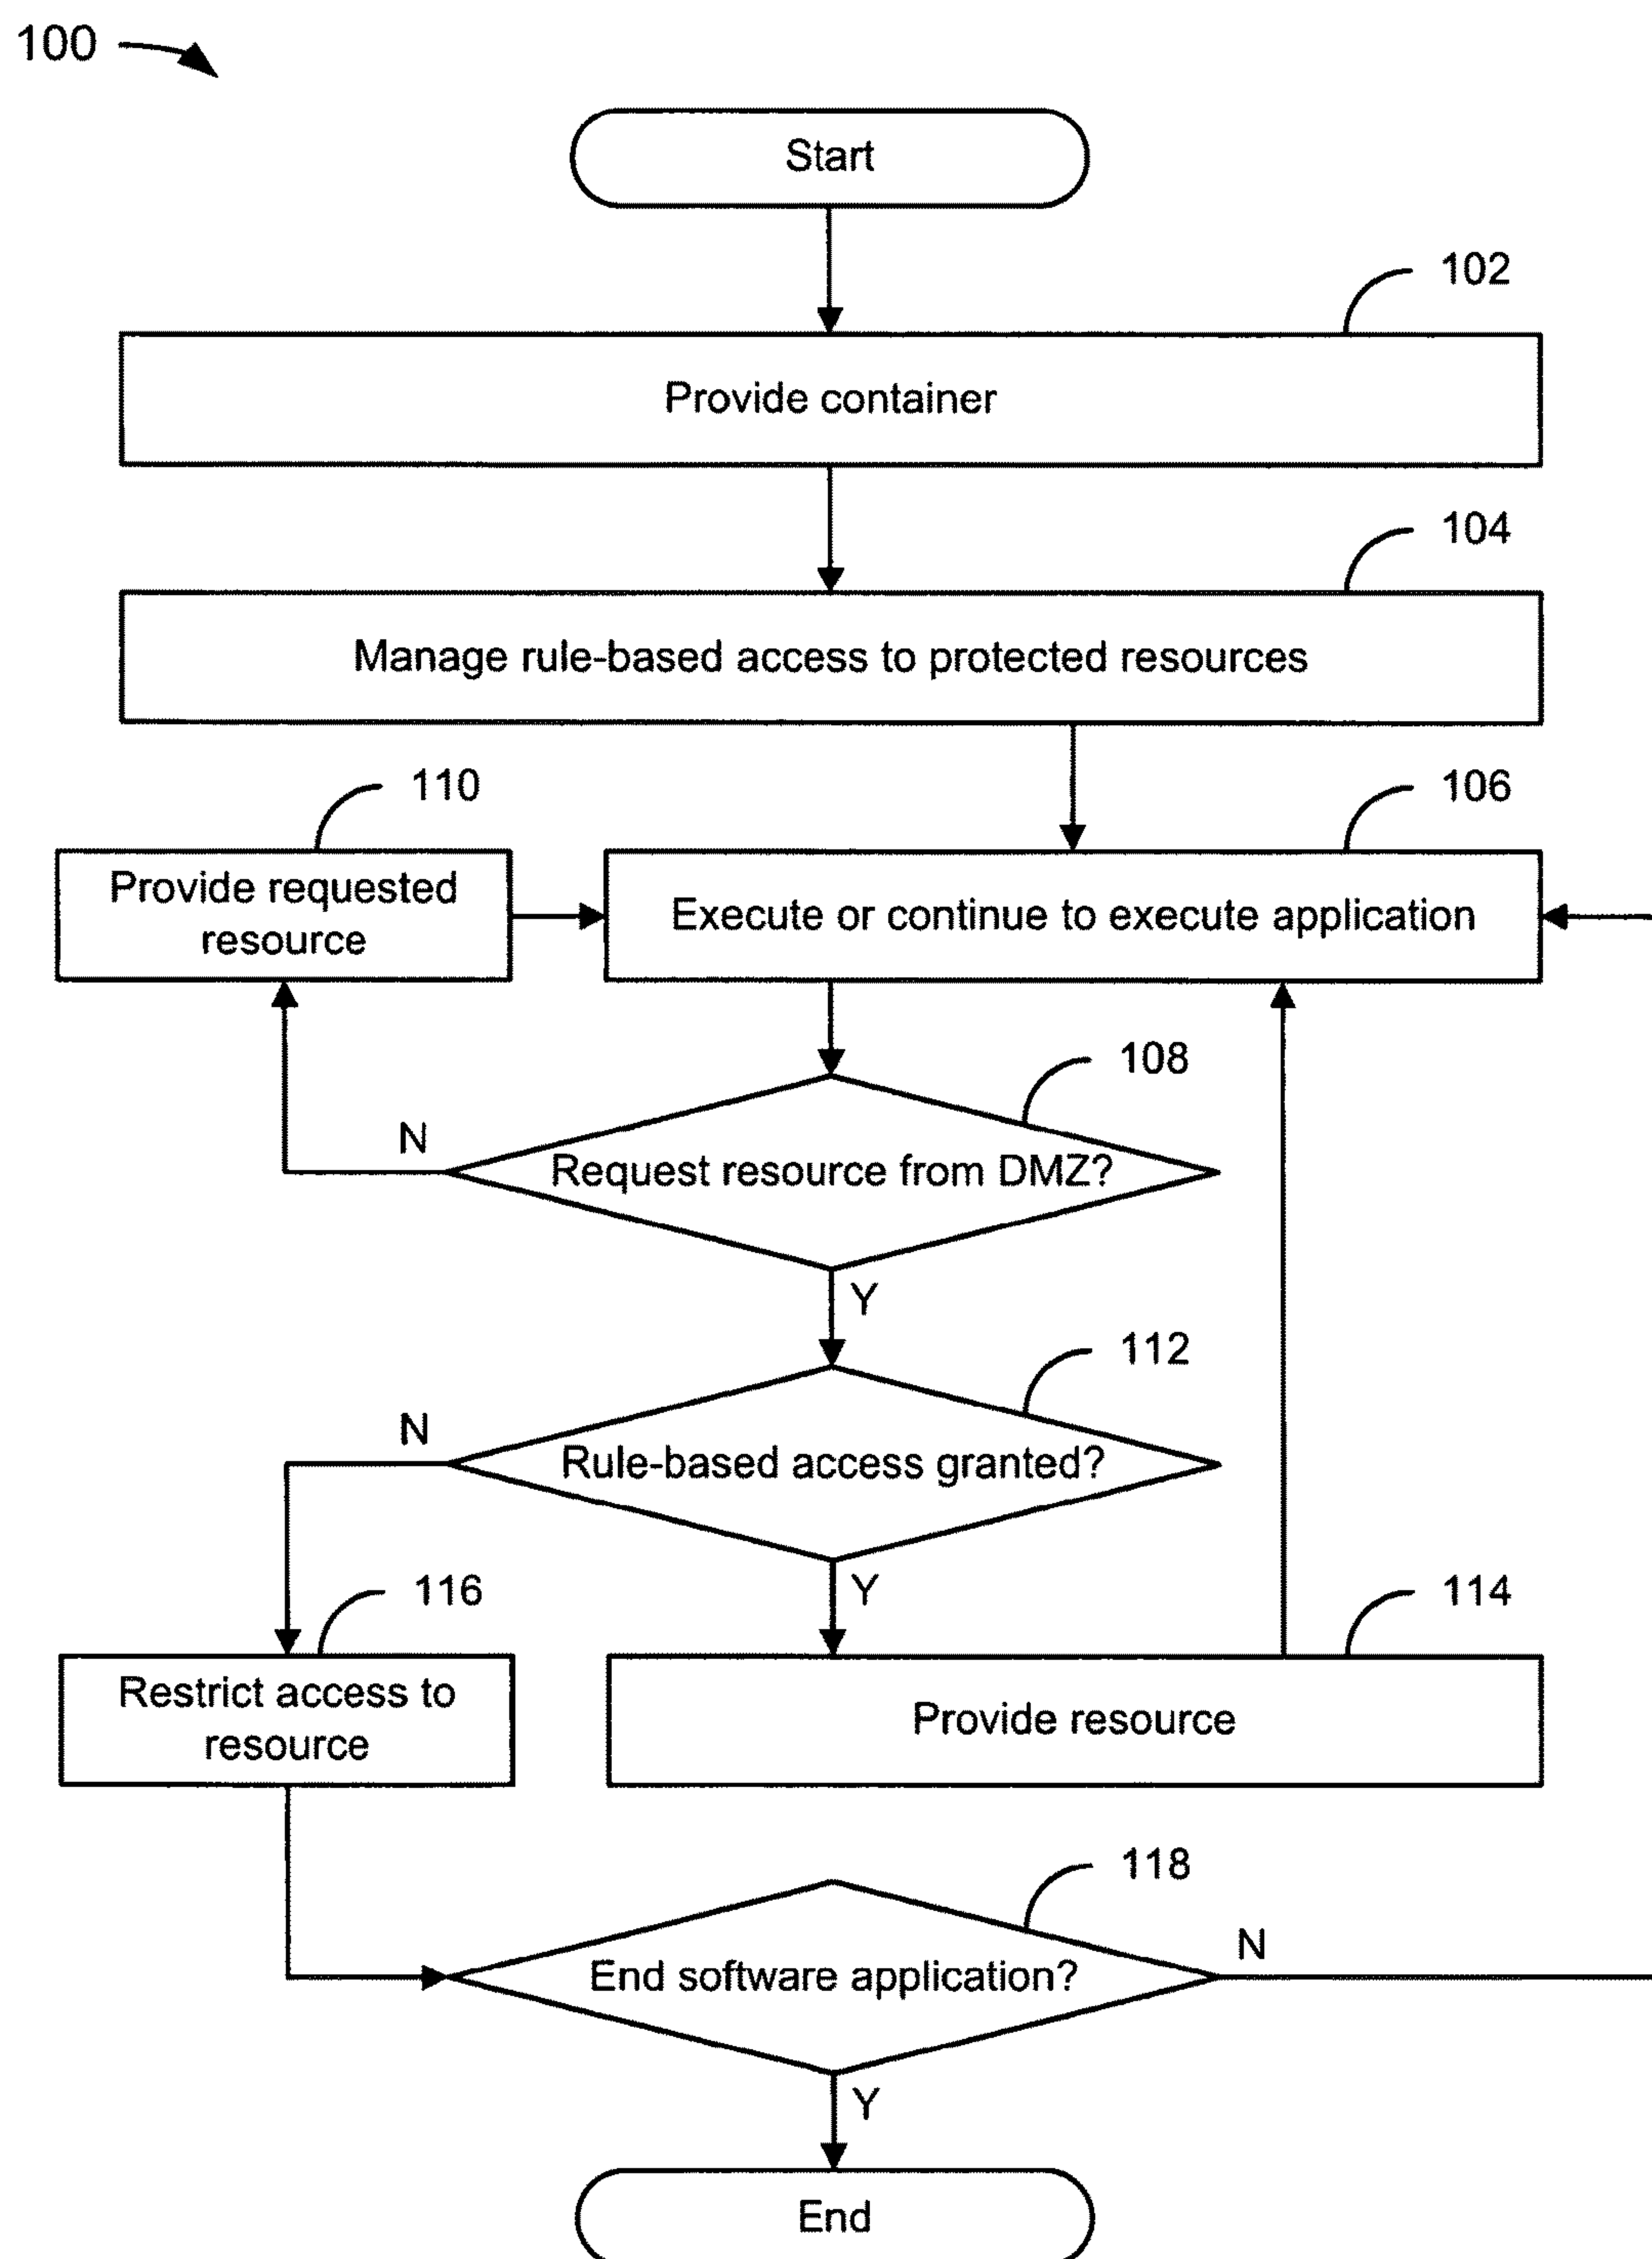 100
Start
102
Provide container
104
Manage rule-based access to protected resources
110
106
Provide requested
resource
Execute or continue to execute application
108
N
Request resource from DMZ?
Y
112
N
Rule-based access granted?
Y
116
114
Restrict access to
resource
Provide resource
118
N
End software application?
Y
End